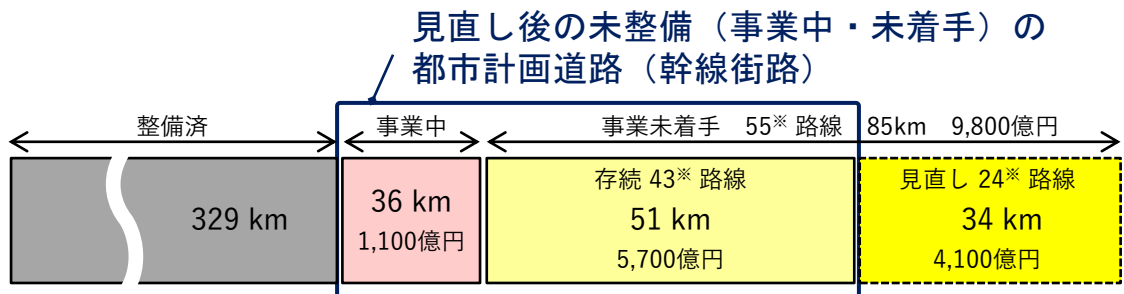 見直し後の未整備（事業中・未着手）の
都市計画道路（幹線街路）
整備済
事業中
事業未着手　55※ 路線　85km　9,800億円
329 km
36 km
1,100億円
存続 43※ 路線
51 km
5,700億円
見直し 24※ 路線
34 km
4,100億円